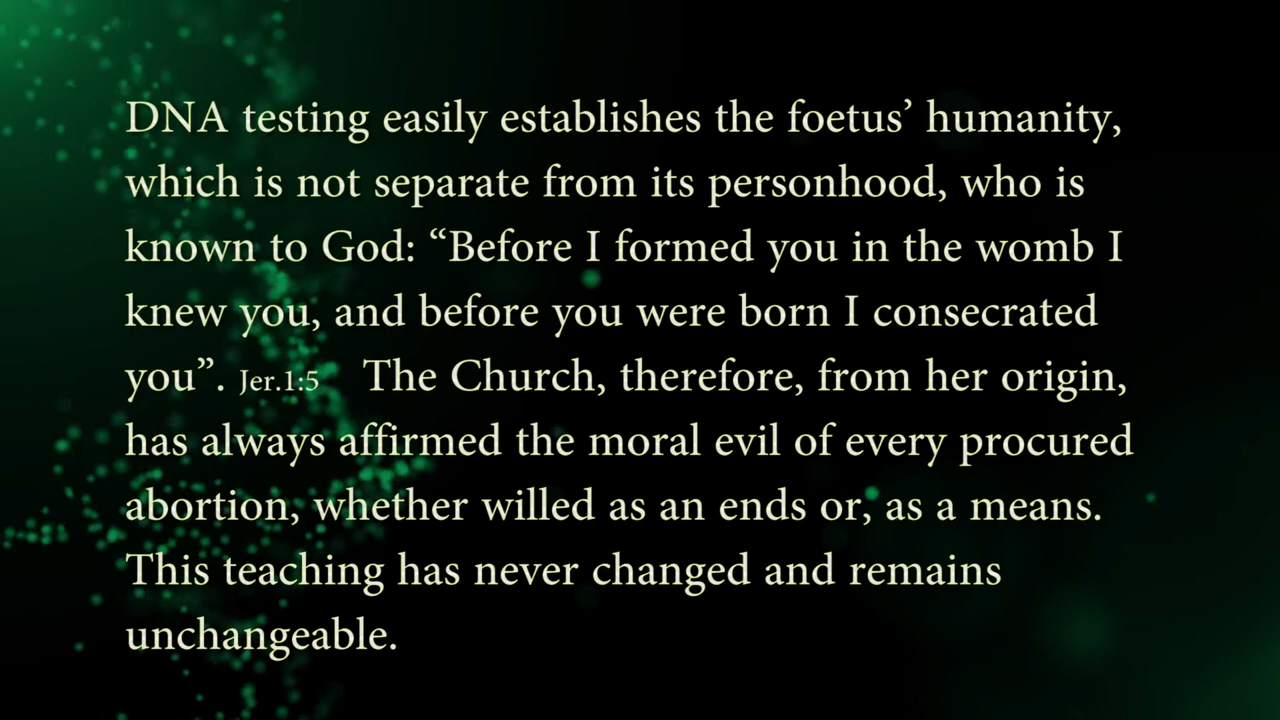 DNA testing easily establishes the foetus’ humanity,
which is not separate from its personhood, who is
known to God: “Before I formed you in the womb I
knew you, and before you were born I consecrated
you”. Jer.1:5 The Church, therefore, from her origin,
has always affirmed the moral evil of every procured
abortion, whether willed as an ends or, as a means.
This teaching has never changed and remains
unchangeable.